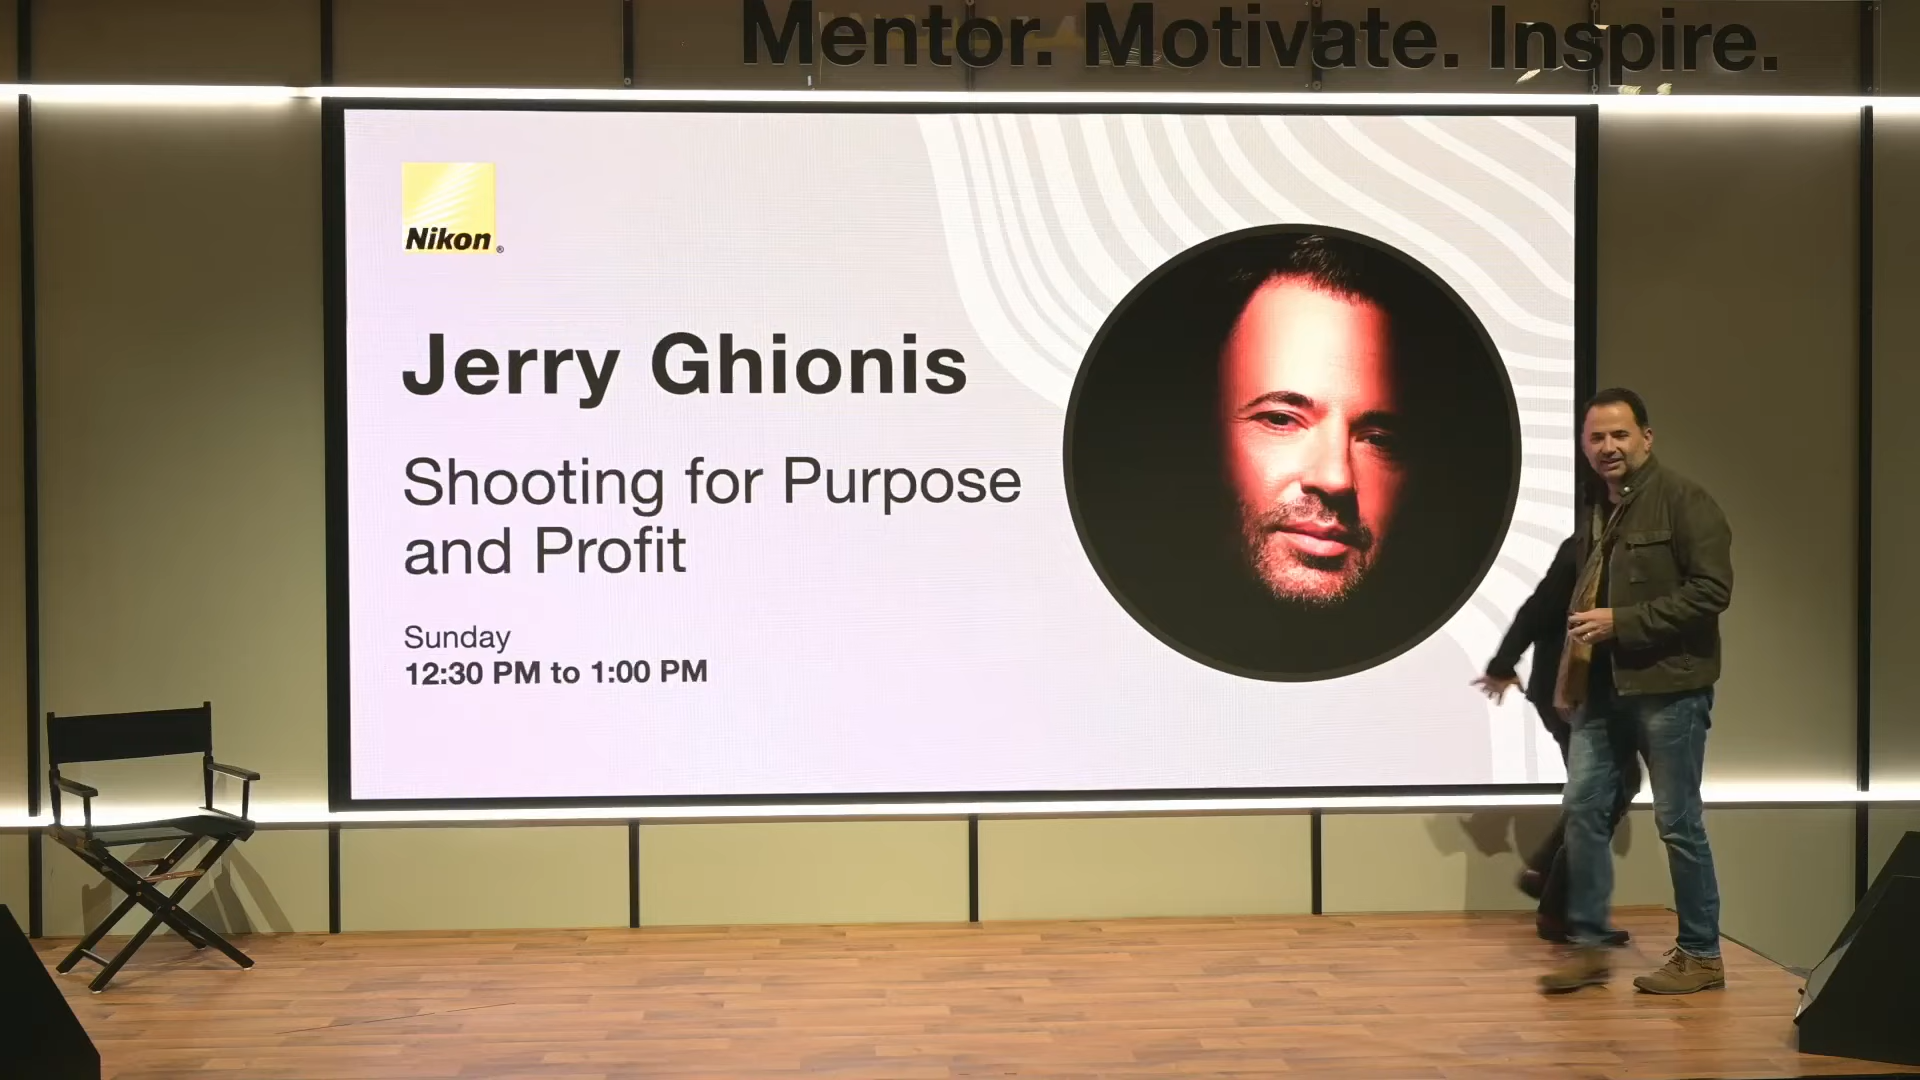 Mentor. Motivate. Inspire.
Nikon®
Jerry Ghionis
Shooting for Purpose
and Profit
Sunday
12:30 PM to 1:00 PM